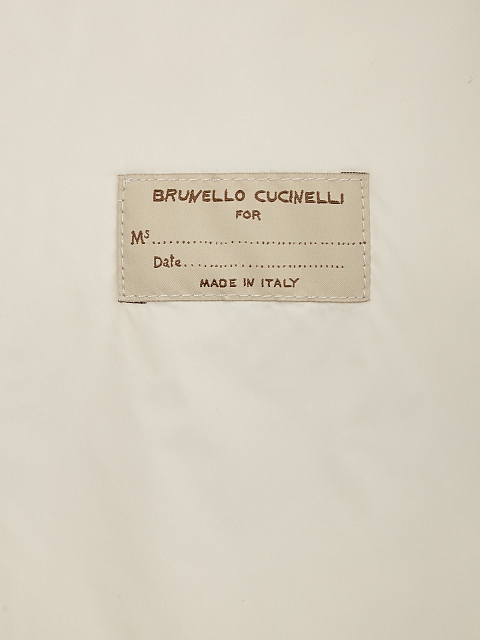 BRUNELLO CUCINELLI
FOR
Ms.......................................
Date.............................
MADE IN ITALY